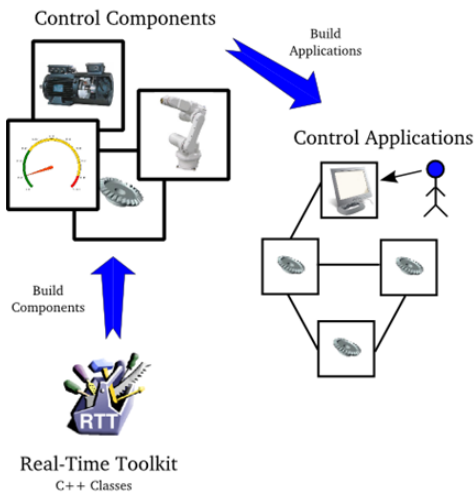 Control Components
Build
Applications
Control Applications
Build
Components
RTT
Real-Time Toolkit
C++ Classes